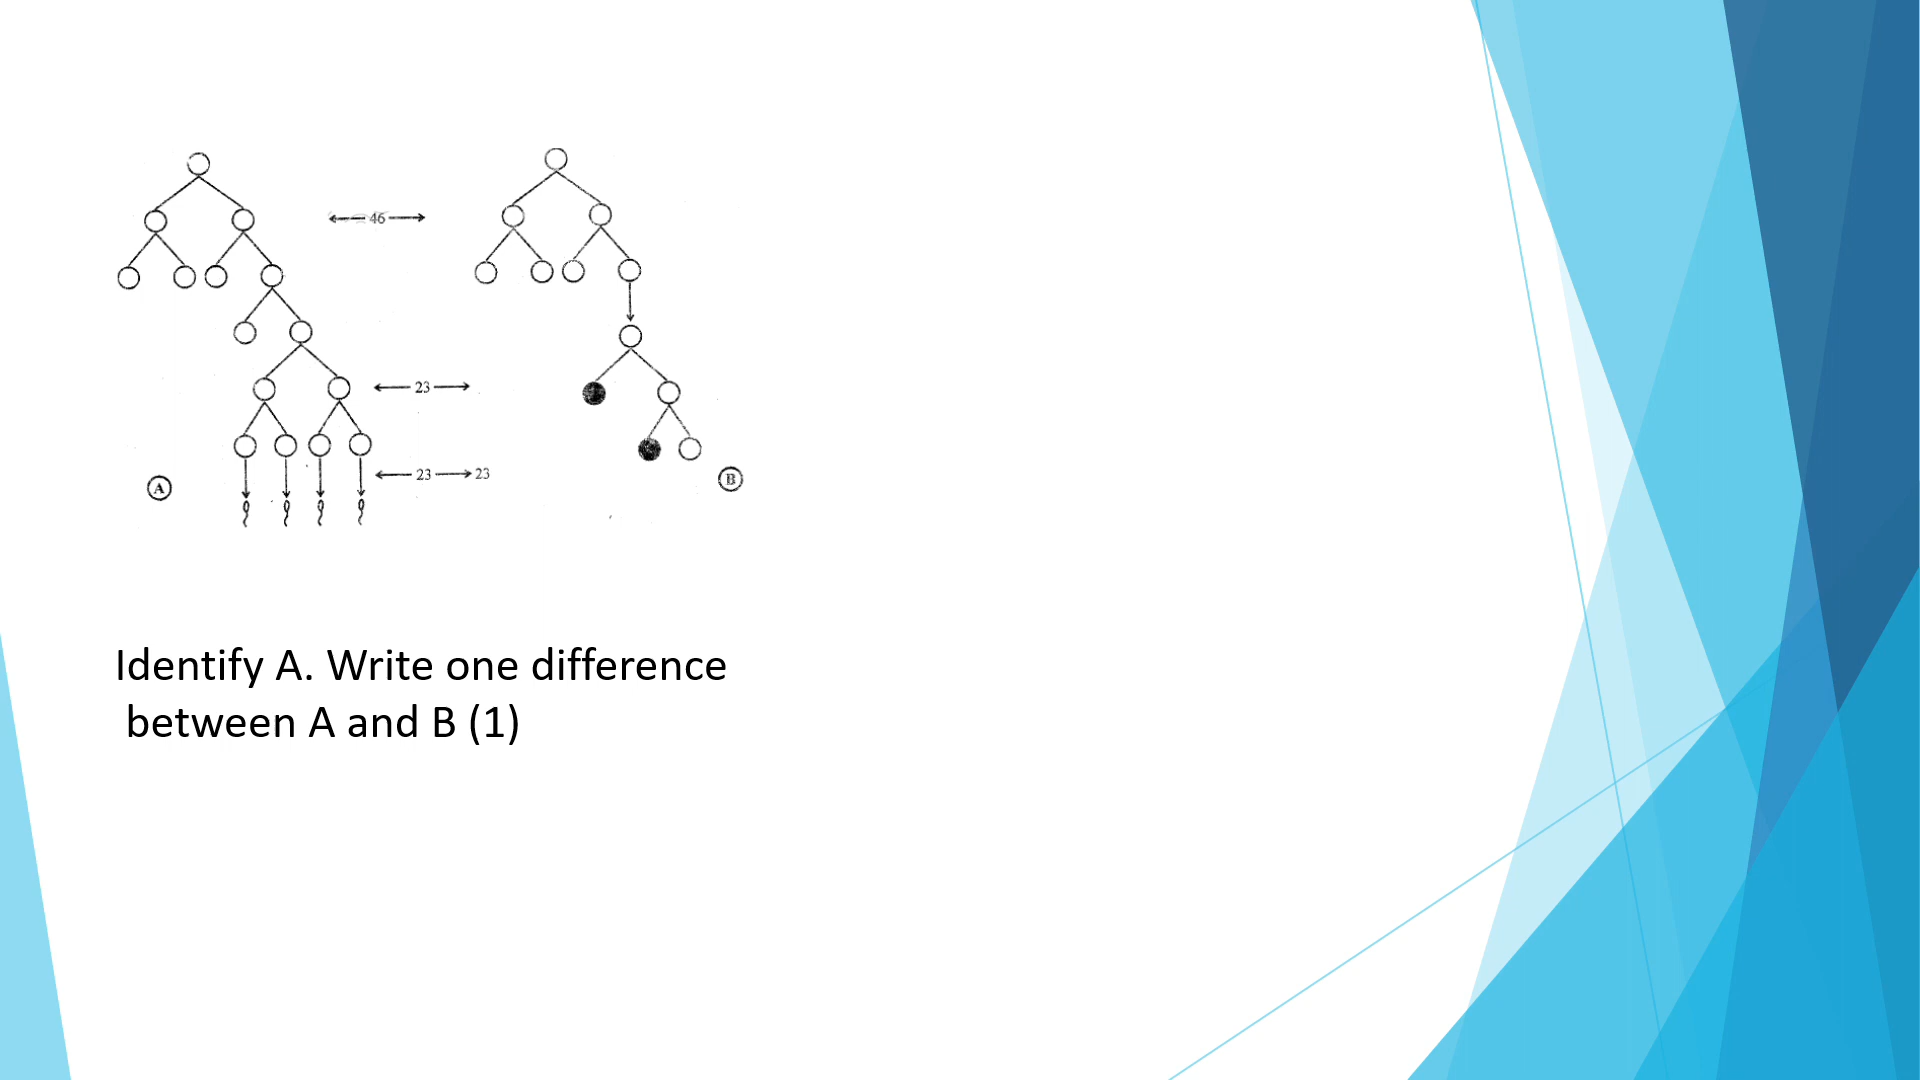 46
23
23 23
A
B
Identify A. Write one difference
between A and B (1)